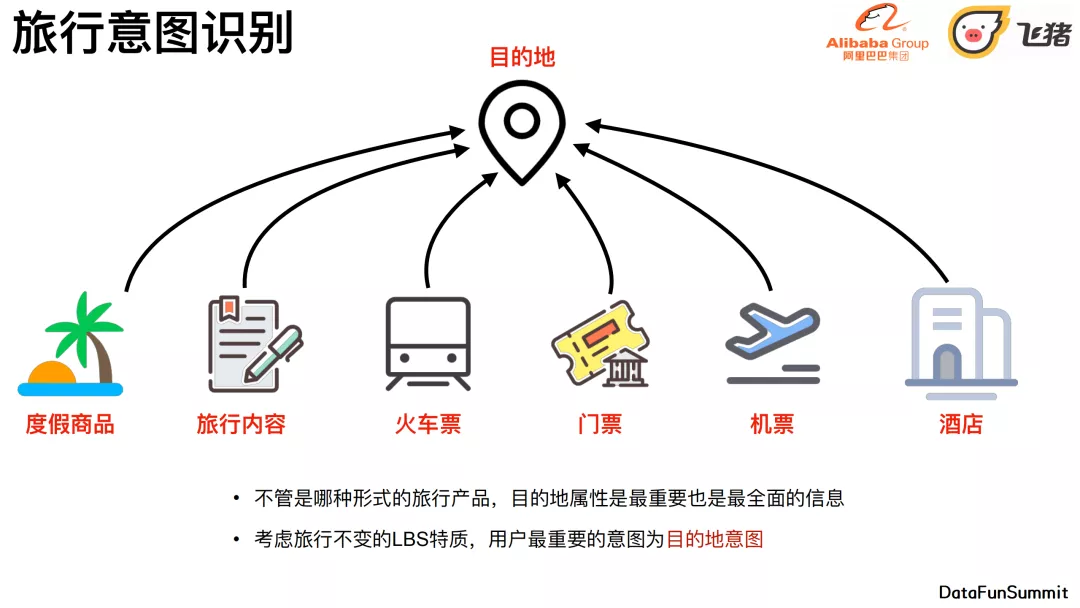 旅行意图识别
Alibaba Group
阿里巴巴集团
飞猪
目的地
度假商品
旅行内容
火车票
门票
机票
酒店
• 不管是哪种形式的旅行产品，目的地属性是最重要也是最全面的信息
• 考虑旅行不变的LBS特质，用户最重要的意图为目的地意图
DataFunSummit